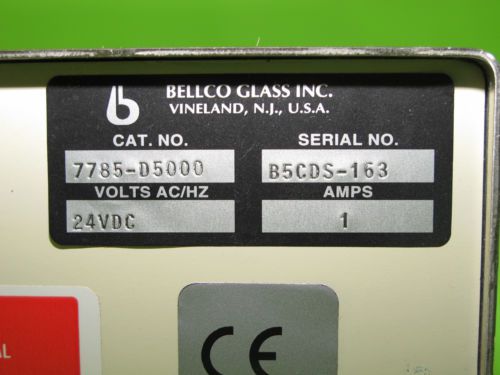 b BELLCO GLASS INC.
VINELAND, N.J., U.S.A.
CAT. NO. SERIAL NO.
7785-D5000 B5CDS-163
VOLTS AC/HZ AMPS
24VDC 1
AL
CE